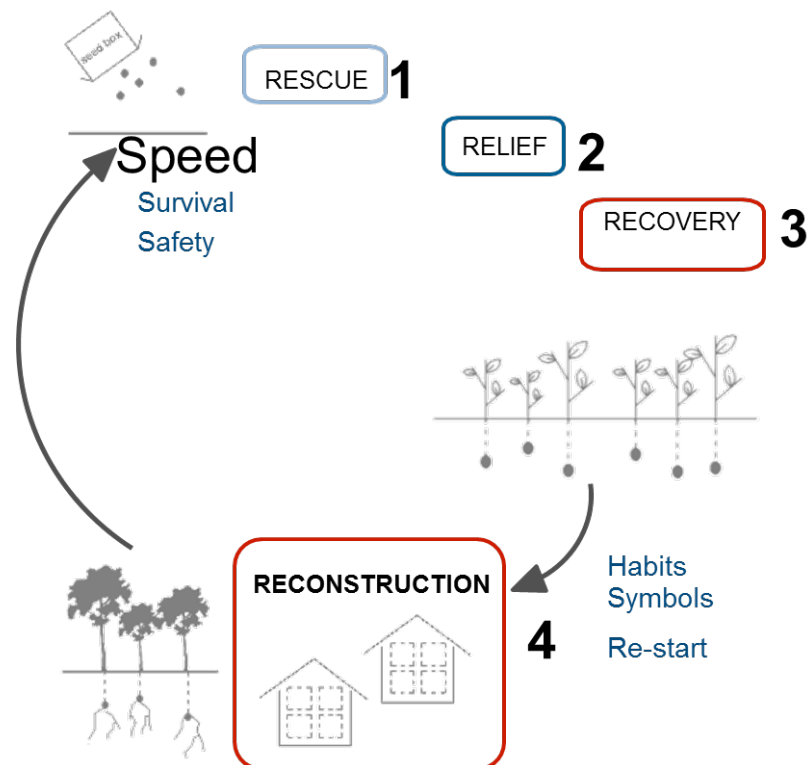 seed box
RESCUE 1
RELIEF 2
RECOVERY 3
Speed
Survival
Safety
RECONSTRUCTION
4
Habits
Symbols
Re-start